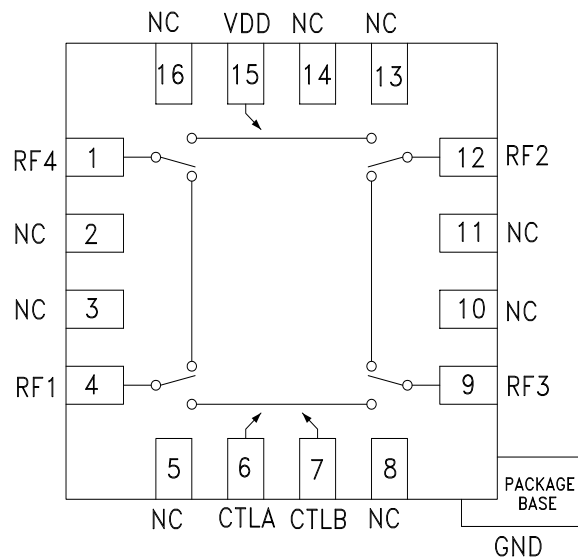 NC VDD NC NC
16 15 14 13
RF4 1 12 RF2
NC 2 11 NC
NC 3 10 NC
RF1 4 9 RF3
5 6 7 8
NC CTLA CTLB NC
PACKAGE
BASE
GND